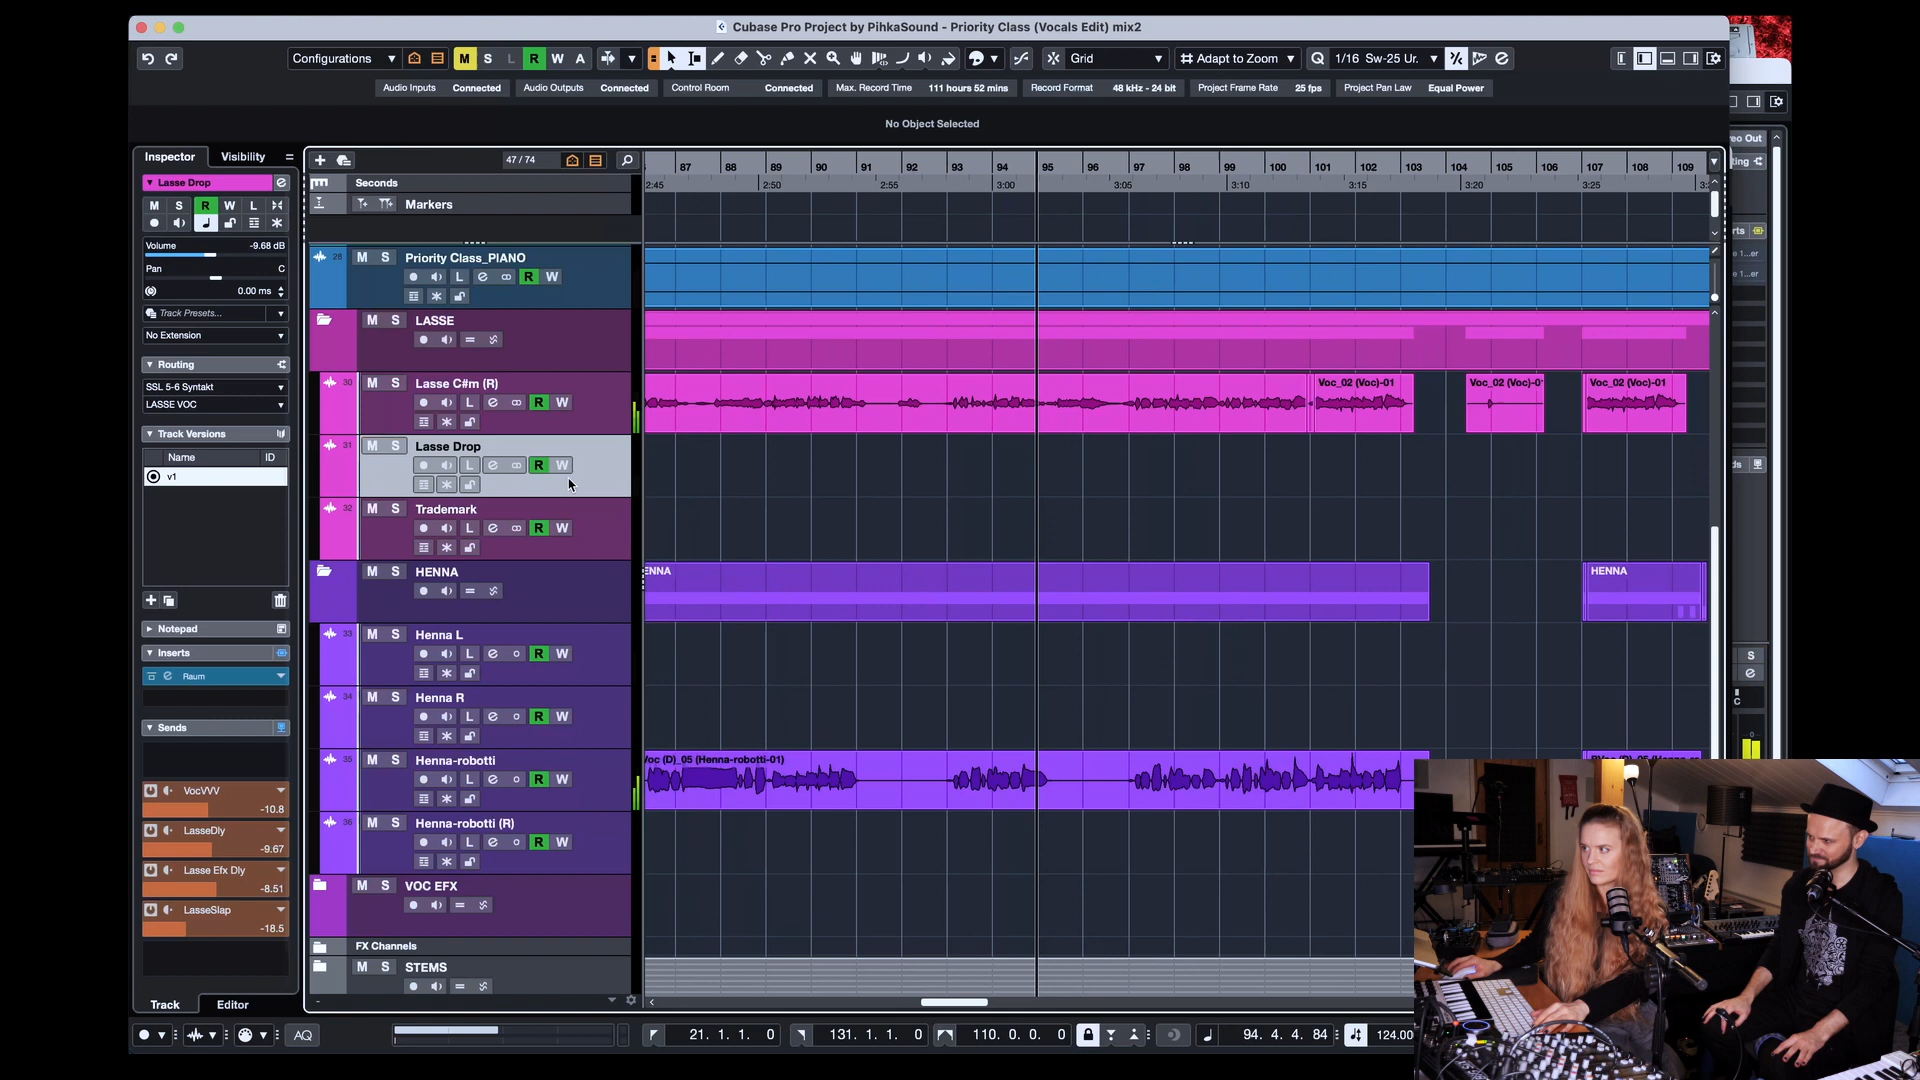 Cubase Pro Project by PihkaSound - Priority Class (Vocals Edit) mix2
Configurations M S L R W A Grid Adapt to Zoom Q 1/16 Sw-25 Ur.
Audio Inputs Connected Audio Outputs Connected Control Room Connected Max. Record Time 111 hours 52 mins Record Format 48 kHz - 24 bit Project Frame Rate 25 fps Project Pan Law Equal Power
No Object Selected
Inspector Visibility
47 / 74
87 88 89 90 91 92 93 94 95 96 97 98 99 100 101 102 103 104 105 106 107 108 109
2:45 2:50 2:55 3:00 3:05 3:10 3:15 3:20 3:25
Seconds
Markers
Lasse Drop
M S R W L
Volume -9.68 dB
Pan C
0.00 ms
Track Presets...
No Extension
Routing
SSL 5-6 Syntakt
LASSE VOC
Track Versions
Name ID
v1
Notepad
Inserts
Raum
Sends
VocVVV
-10.8
LasseDly
-9.67
Lasse Efx Dly
-8.51
LasseSlap
-18.5
Track Editor
28 M S Priority Class_PIANO
L R W
M S LASSE
30 M S Lasse C#m (R)
L R W
Voc_02 (Voc)-01 Voc_02 (Voc)-0 Voc_02 (Voc)-01
31 M S Lasse Drop
L R W
32 M S Trademark
L R W
M S HENNA
ENNA HENNA
33 M S Henna L
L R W
34 M S Henna R
L R W
35 M S Henna-robotti
L R W
Voc (D)_05 (Henna-robotti-01)
36 M S Henna-robotti (R)
L R W
M S VOC EFX
FX Channels
M S STEMS
AQ 21. 1. 1. 0 131. 1. 1. 0 110. 0. 0. 0 94. 4. 4. 84 124.00
eo Out
S
C